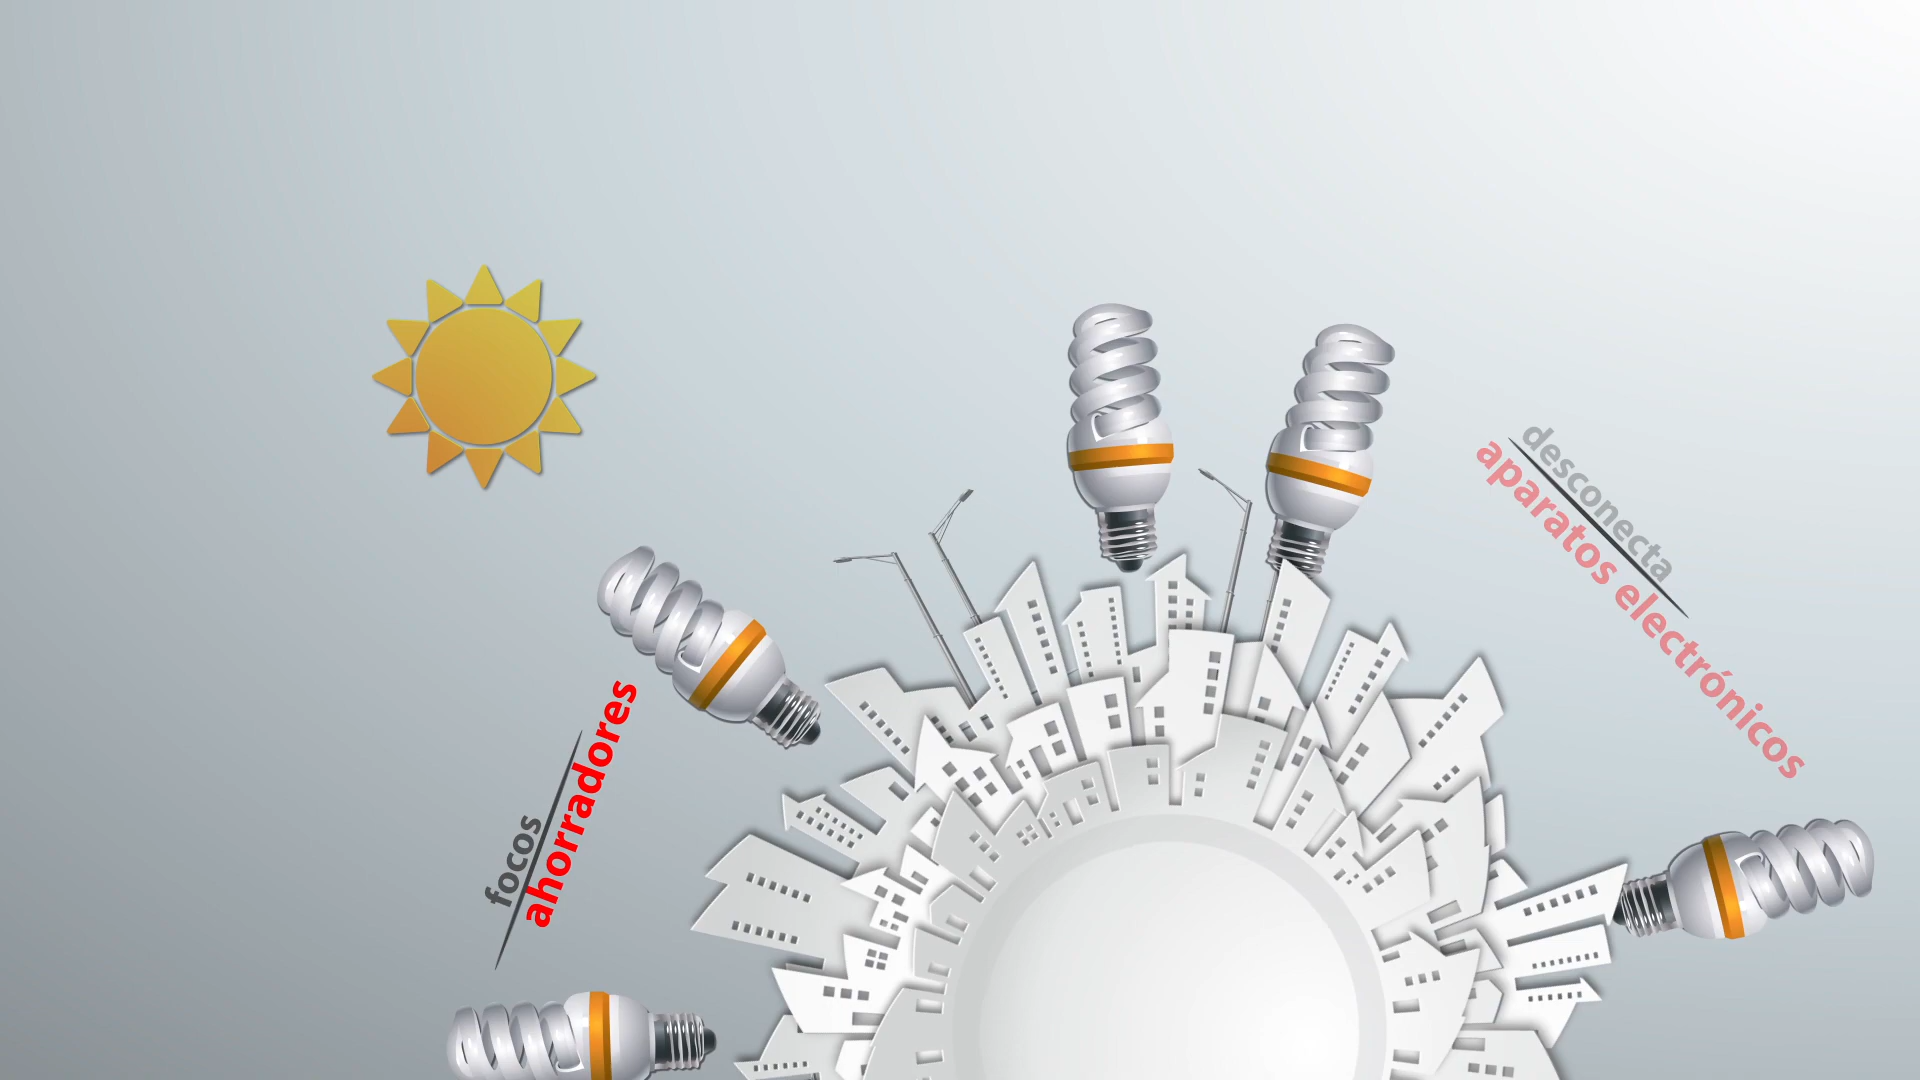 focos
ahorradores
desconecta
aparatos electrónicos